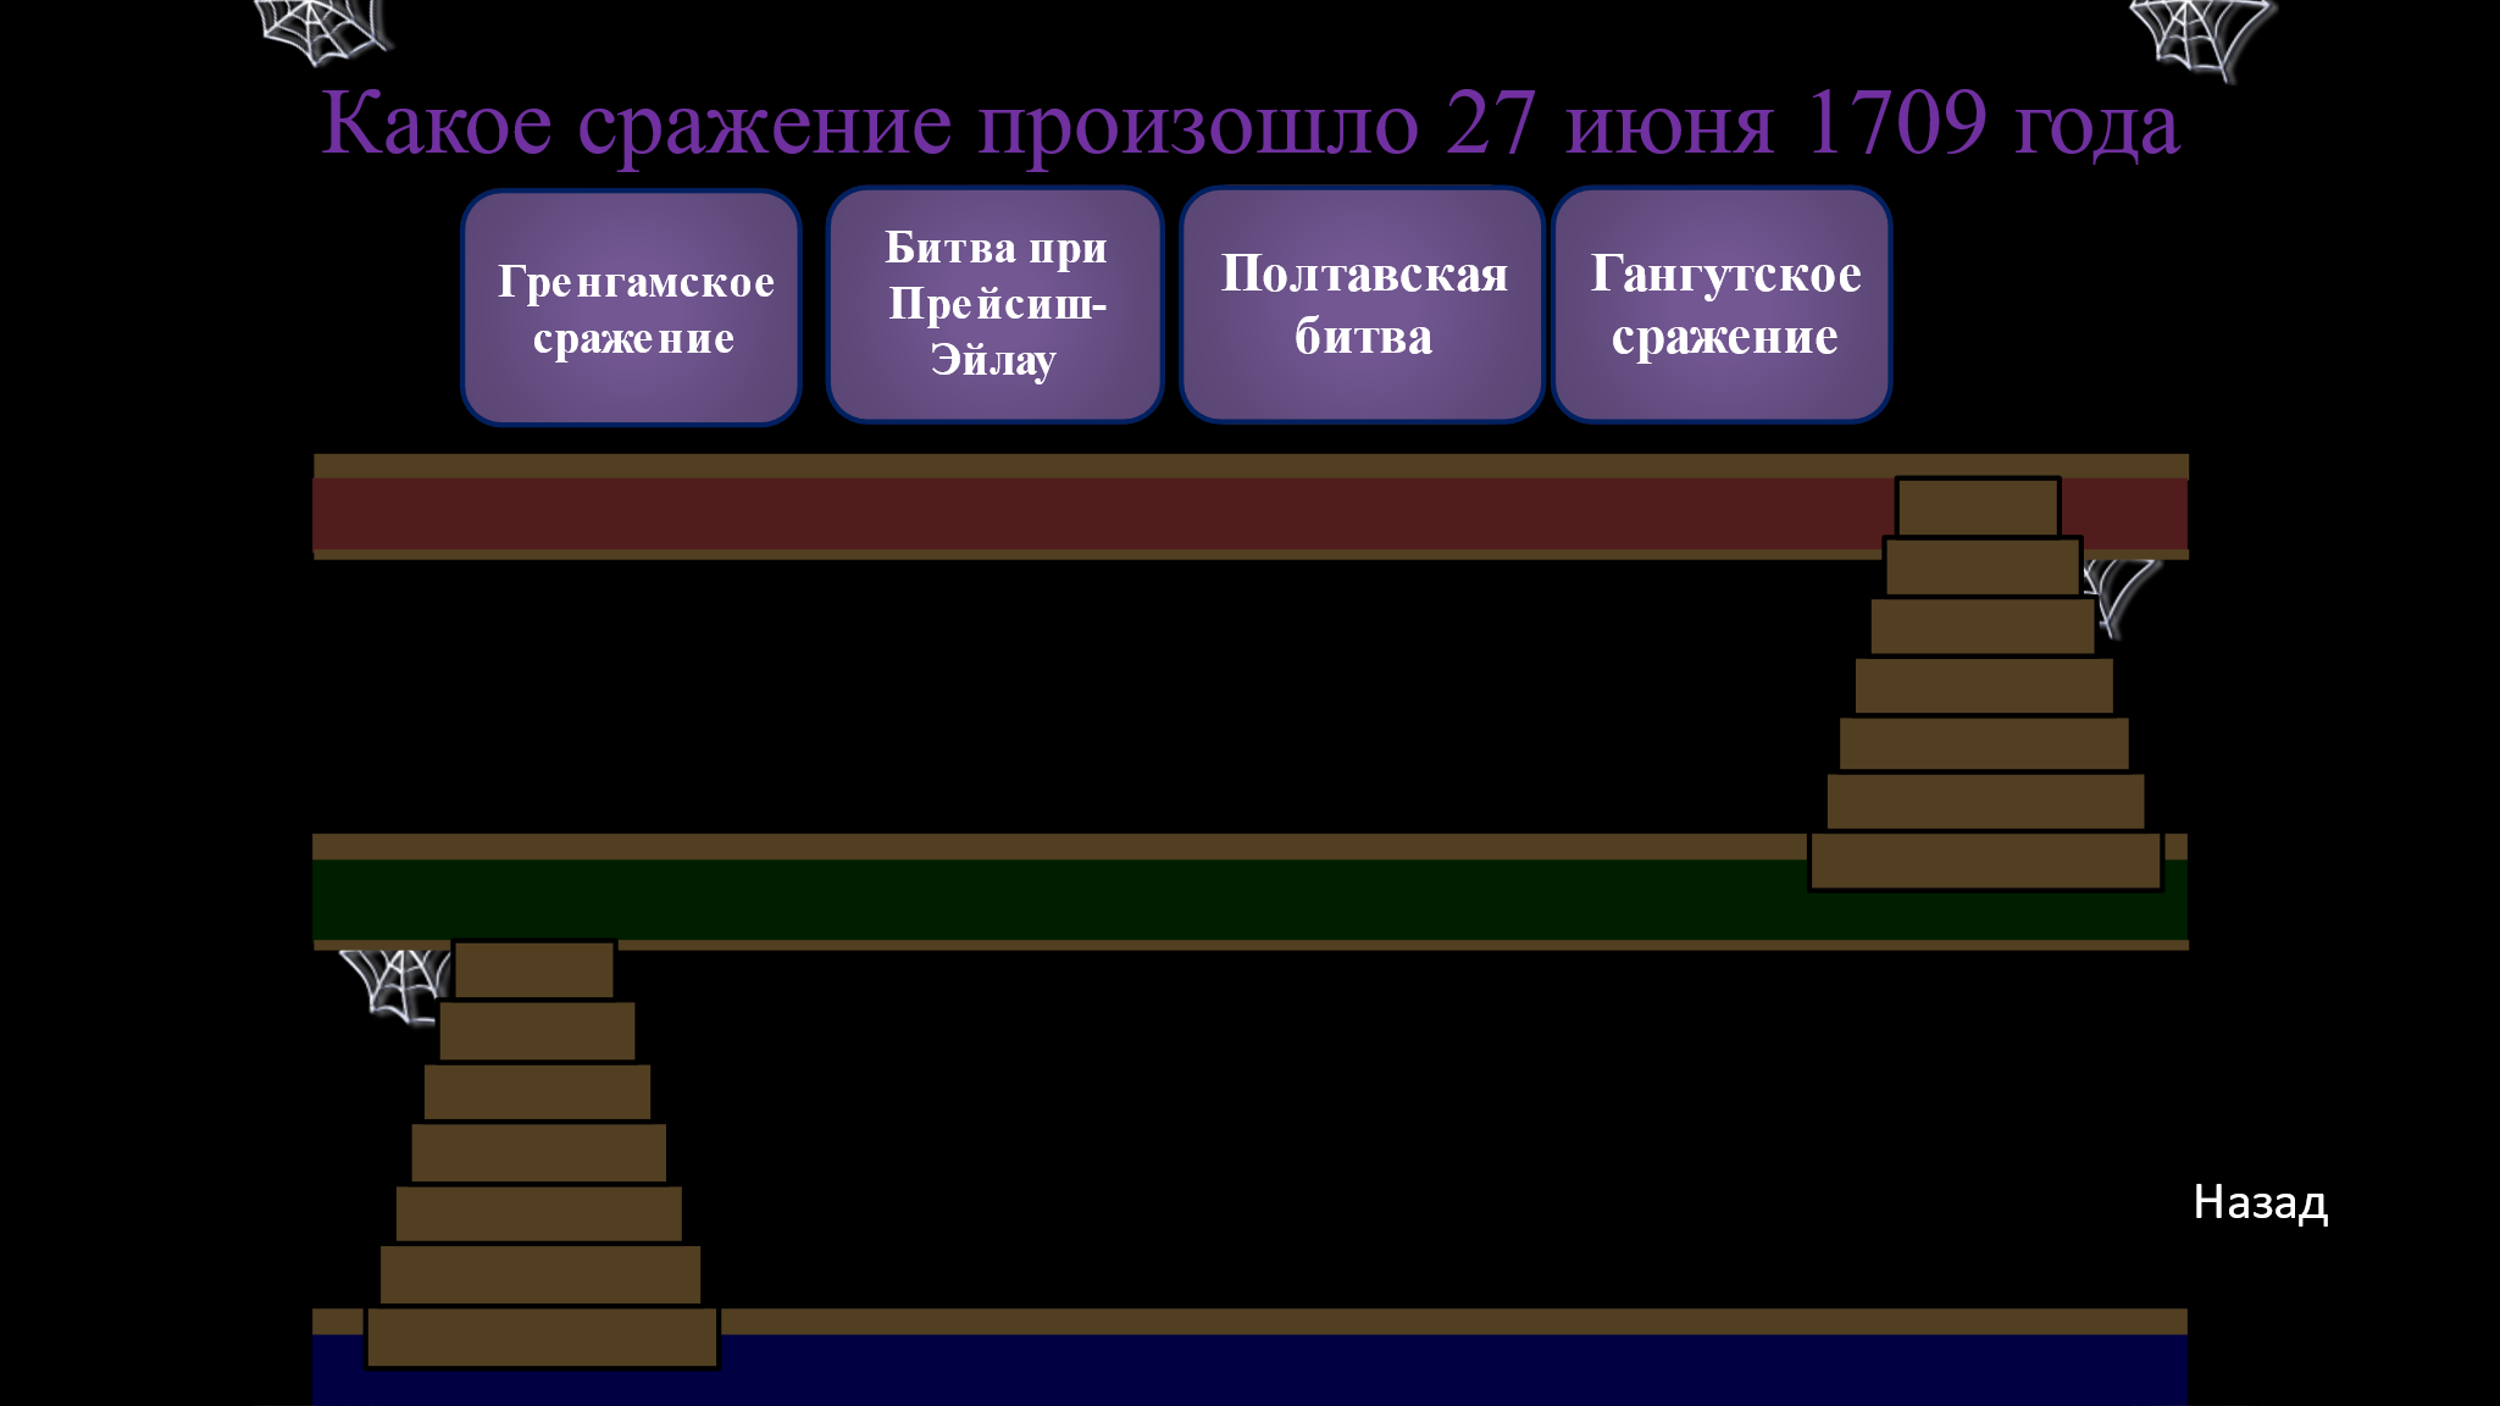 Какое сражение произошло 27 июня 1709 года
Гренгамское
сражение
Битва при
Прейсиш-
Эйлау
Полтавская
битва
Гангутское
сражение
Назад